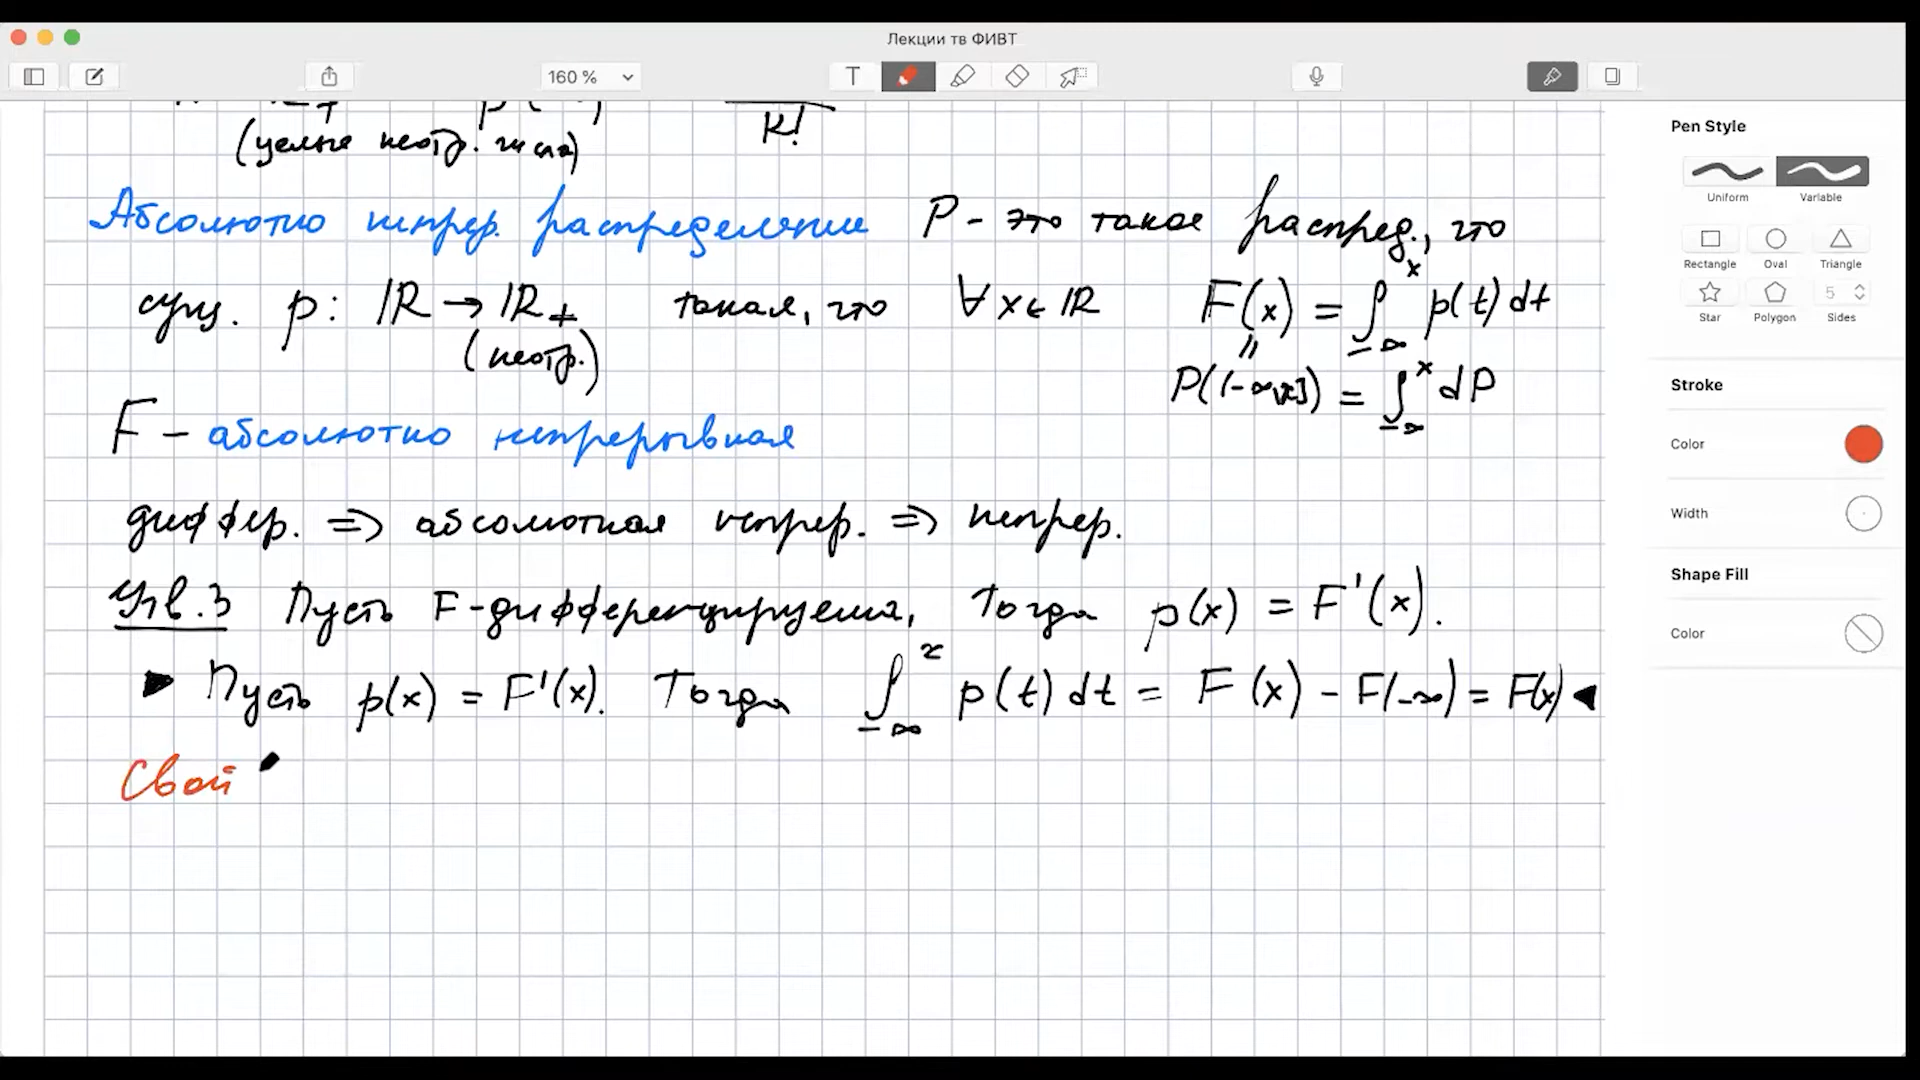 Лекции тв ФИВТ
160 %
T
K!
(целые неотр. числа)
Абсолютно непрер. распределение P - это такое распред., что
сущ. p: ℝ → ℝ₊ такая, что ∀ x ∈ ℝ F(x) = ∫_{-∞}^{x} p(t) dt
(неотр.)
P((-∞, x]) = ∫_{-∞}^{x} dP
F - абсолютно непрерывная
диффер. => абсолютная непрер. => непрер.
Утв. 3 Пусть F - дифференцируема, тогда p(x) = F'(x).
Пусть p(x) = F'(x). Тогда ∫_{-∞}^{x} p(t) dt = F(x) - F(-∞) = F(x)
Свой
Pen Style
Uniform Variable
Rectangle Oval Triangle
5
Star Polygon Sides
Stroke
Color
Width
Shape Fill
Color